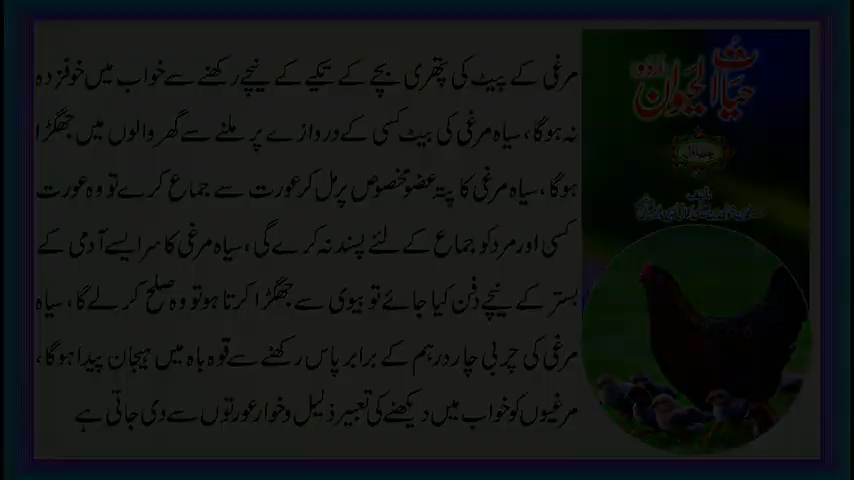 مرغی کے پیٹ کی پتھری بچے کے تکیے کے نیچے رکھنے سے خواب میں خوفزدہ
نہ ہوگا، سیاہ مرغی کی بیٹ کسی کے دروازے پر ملنے سے گھر والوں میں جھگڑا
ہوگا، سیاہ مرغی کا پتہ عضو مخصوص پر مل کر عورت سے جماع کرے تو وہ عورت
کسی اور مرد کو جماع کے لئے پسند نہ کرے گی، سیاہ مرغی کا سر ایسے آدمی کے
بستر کے نیچے دفن کیا جائے تو بیوی سے جھگڑا کرتا ہو تو وہ صلح کر لے گا، سیاہ
مرغی کی چربی چار درہم کے برابر پاس رکھنے سے قوہ باہ میں ہیجان پیدا ہوگا،
مرغیوں کو خواب میں دیکھنے کی تعبیر ذلیل و خوار عورتوں سے دی جاتی ہے
حیات الحیوان اردو